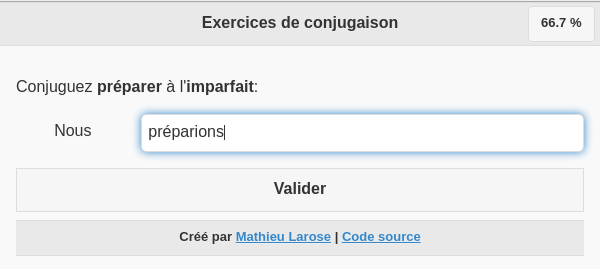 Exercices de conjugaison 66.7 %
Conjuguez préparer à l'imparfait:
Nous préparions
Valider
Créé par Mathieu Larose | Code source